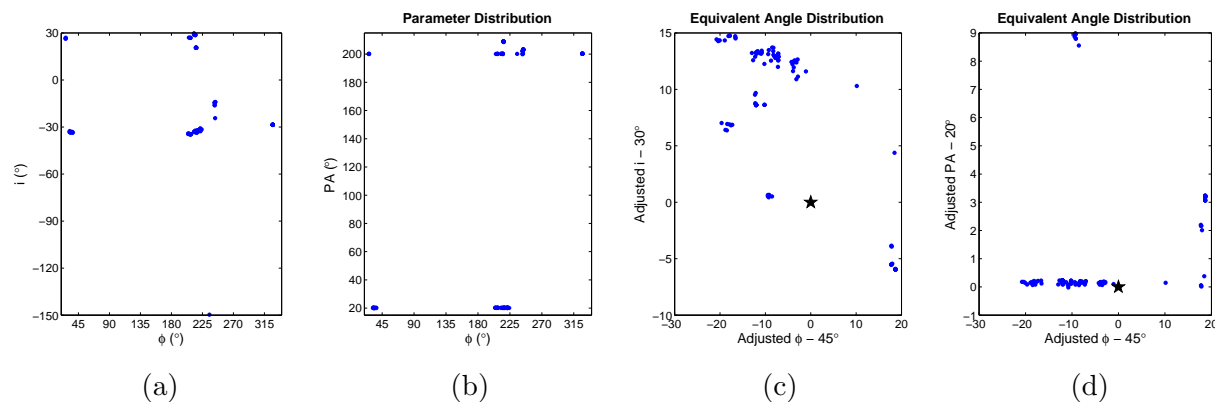 Parameter Distribution
Equivalent Angle Distribution
Equivalent Angle Distribution
30
0
−30
−60
−90
−120
−150
i (°)
45 90 135 180 225 270 315
ϕ (°)
(a)
200
180
160
140
120
100
80
60
40
20
PA (°)
45 90 135 180 225 270 315
ϕ (°)
(b)
15
10
5
0
−5
−10
Adjusted i − 30°
−30 −20 −10 0 10 20
Adjusted ϕ − 45°
(c)
9
8
7
6
5
4
3
2
1
0
−1
Adjusted PA − 20°
−30 −20 −10 0 10 20
Adjusted ϕ − 45°
(d)